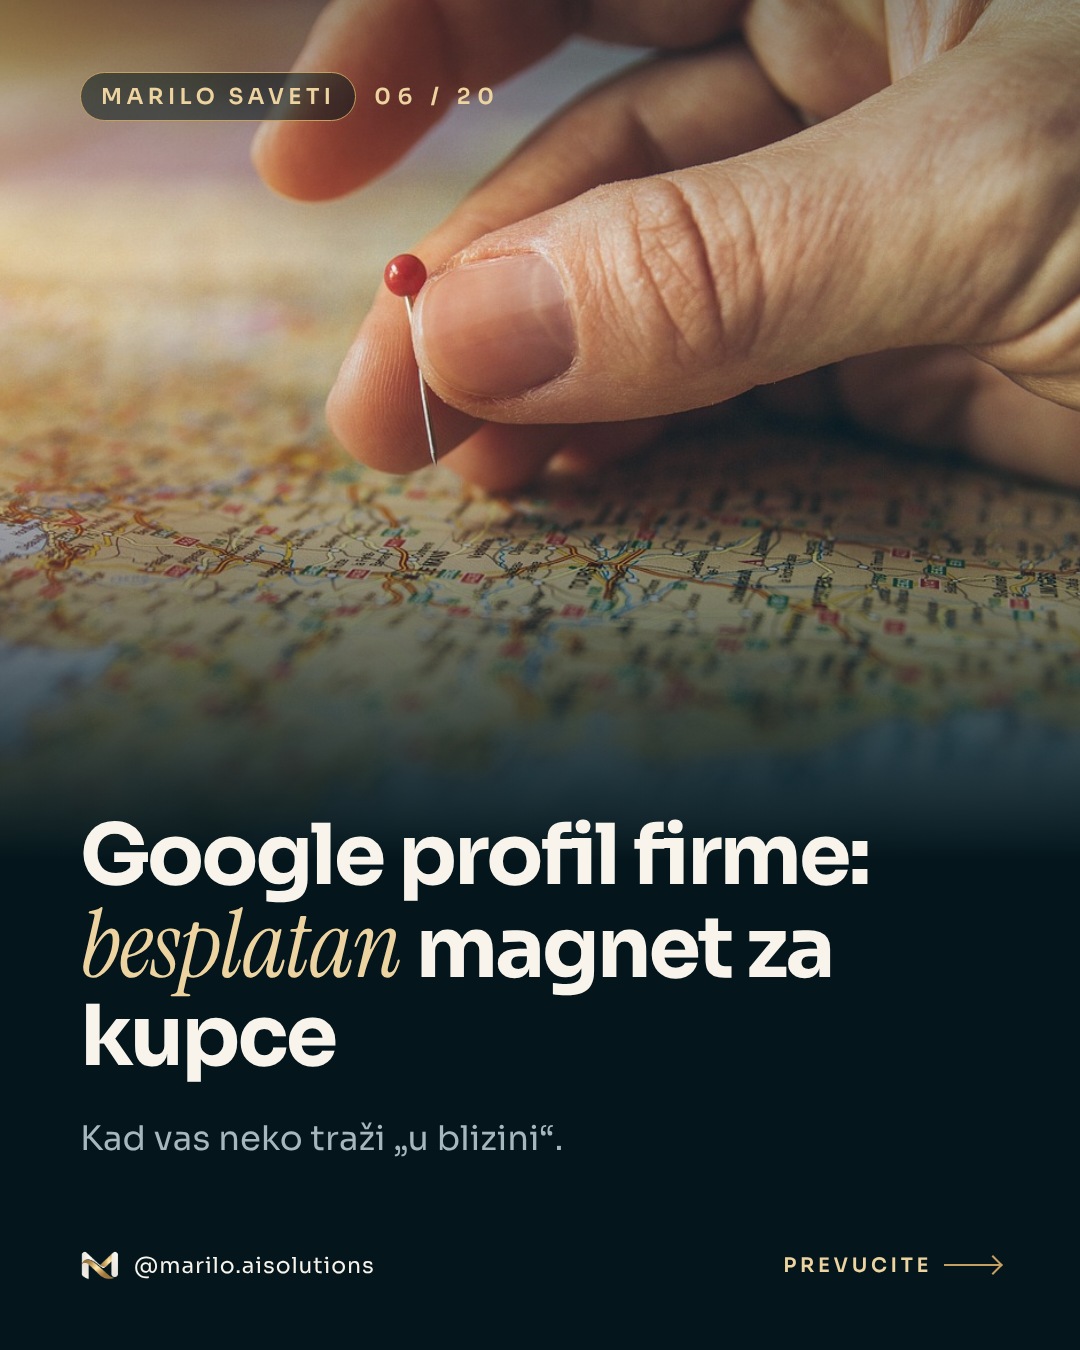 MARILO SAVETI 06 / 20
Google profil firme:
besplatan magnet za
kupce
Kad vas neko traži „u blizini“.
@marilo.aisolutions PREVUCITE